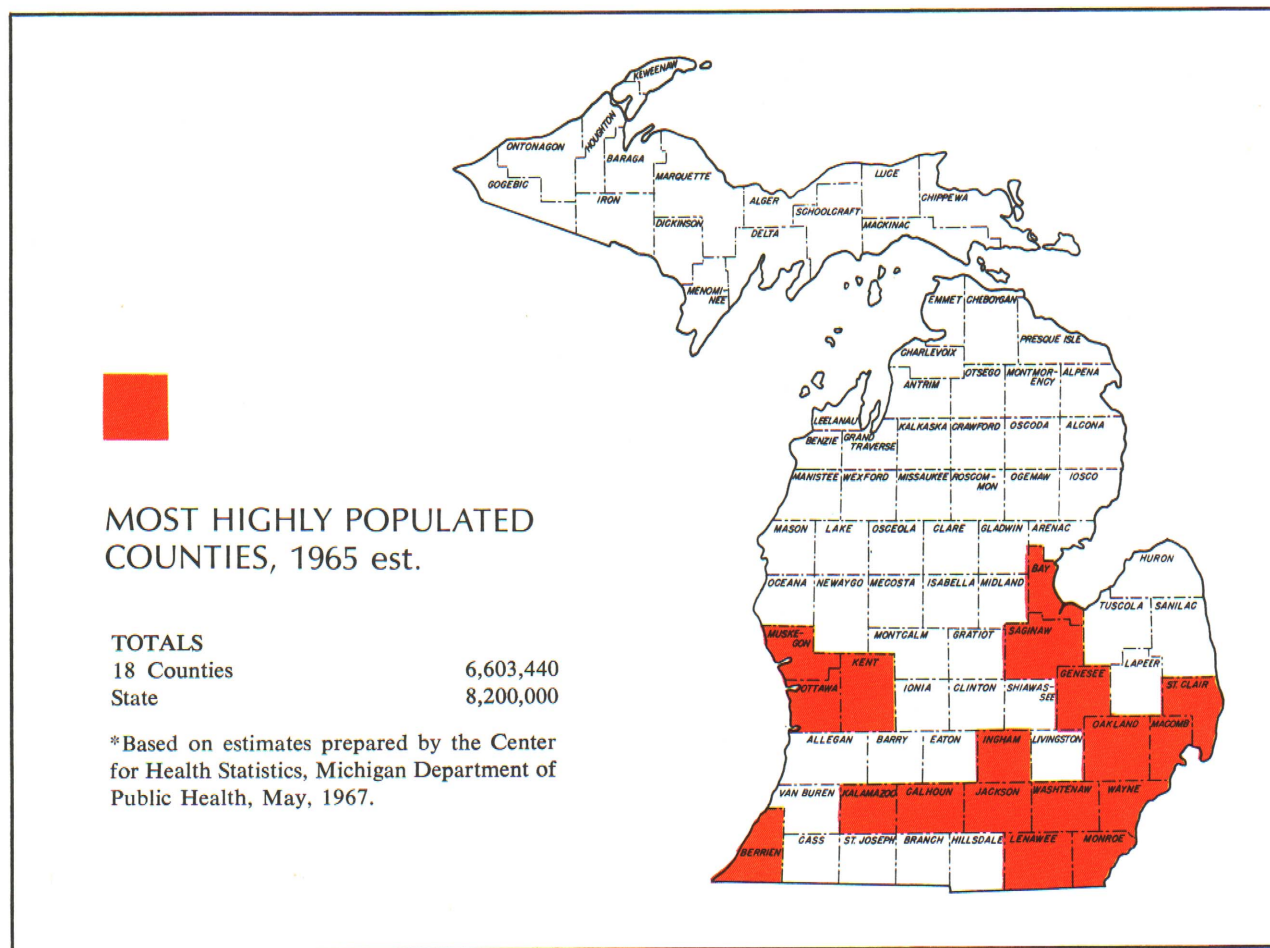 KEWEENAW
HOUGHTON
ONTONAGON
BARAGA
GOGEBIC
IRON
MARQUETTE
DICKINSON
MENOMI-
NEE
ALGER
DELTA
SCHOOLCRAFT
LUCE
CHIPPEWA
MACKINAC
EMMET
CHEBOYGAN
PRESQUE ISLE
CHARLEVOIX
ANTRIM
OTSEGO
MONTMOR-
ENCY
ALPENA
LEELANAU
BENZIE
GRAND
TRAVERSE
KALKASKA
CRAWFORD
OSCODA
ALCONA
MANISTEE
WEXFORD
MISSAUKEE
ROSCOM-
MON
OGEMAW
IOSCO
MOST HIGHLY POPULATED
COUNTIES, 1965 est.
MASON
LAKE
OSCEOLA
CLARE
GLADWIN
ARENAC
HURON
BAY
OCEANA
NEWAYGO
MECOSTA
ISABELLA
MIDLAND
TUSCOLA
SANILAC
TOTALS
18 Counties 6,603,440
State 8,200,000
*Based on estimates prepared by the Center
for Health Statistics, Michigan Department of
Public Health, May, 1967.
MUSKE-
GON
MONTCALM
GRATIOT
SAGINAW
KENT
OTTAWA
IONIA
CLINTON
SHIAWAS-
SEE
GENESEE
LAPEER
ST. CLAIR
ALLEGAN
BARRY
EATON
INGHAM
LIVINGSTON
OAKLAND
MACOMB
VAN BUREN
KALAMAZOO
CALHOUN
JACKSON
WASHTENAW
WAYNE
BERRIEN
CASS
ST. JOSEPH
BRANCH
HILLSDALE
LENAWEE
MONROE